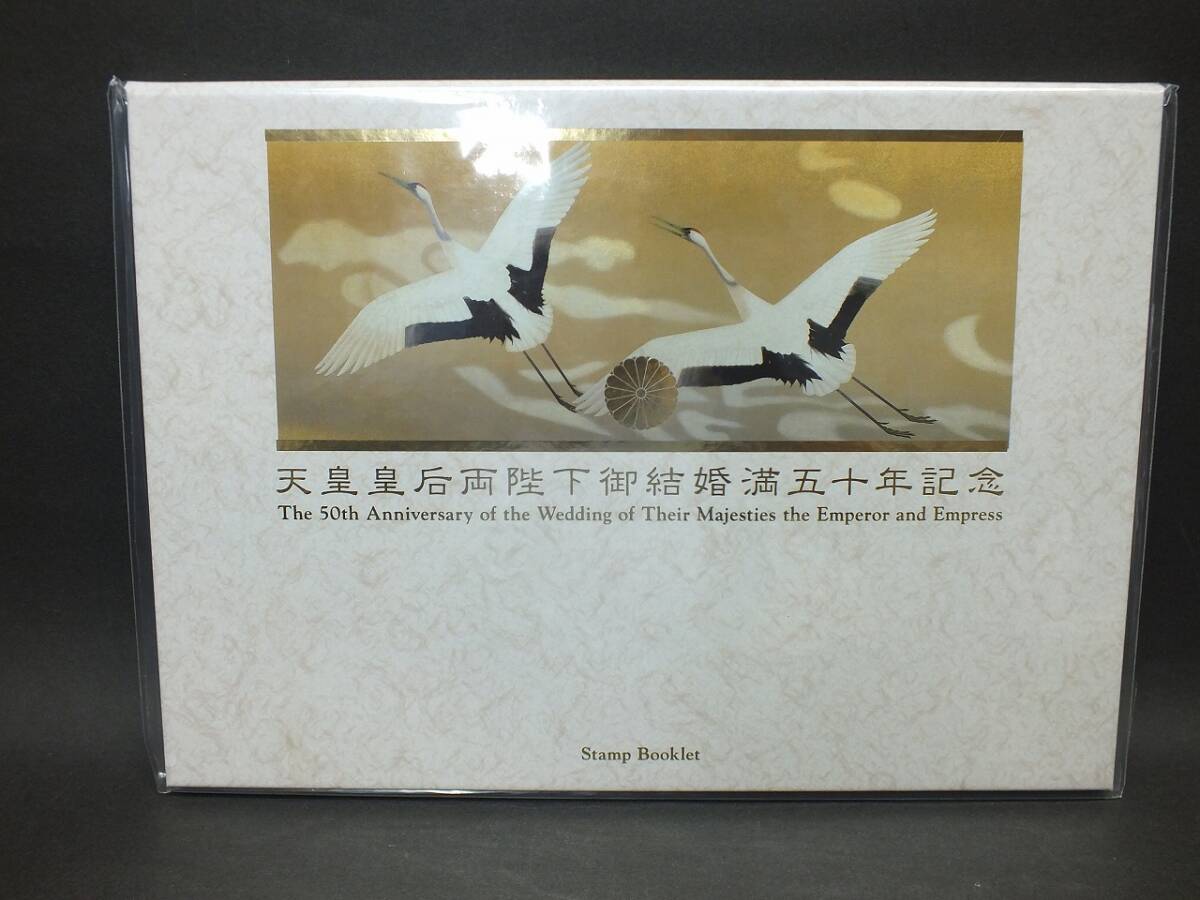 天皇皇后両陛下御結婚満五十年記念
The 50th Anniversary of the Wedding of Their Majesties the Emperor and Empress
Stamp Booklet